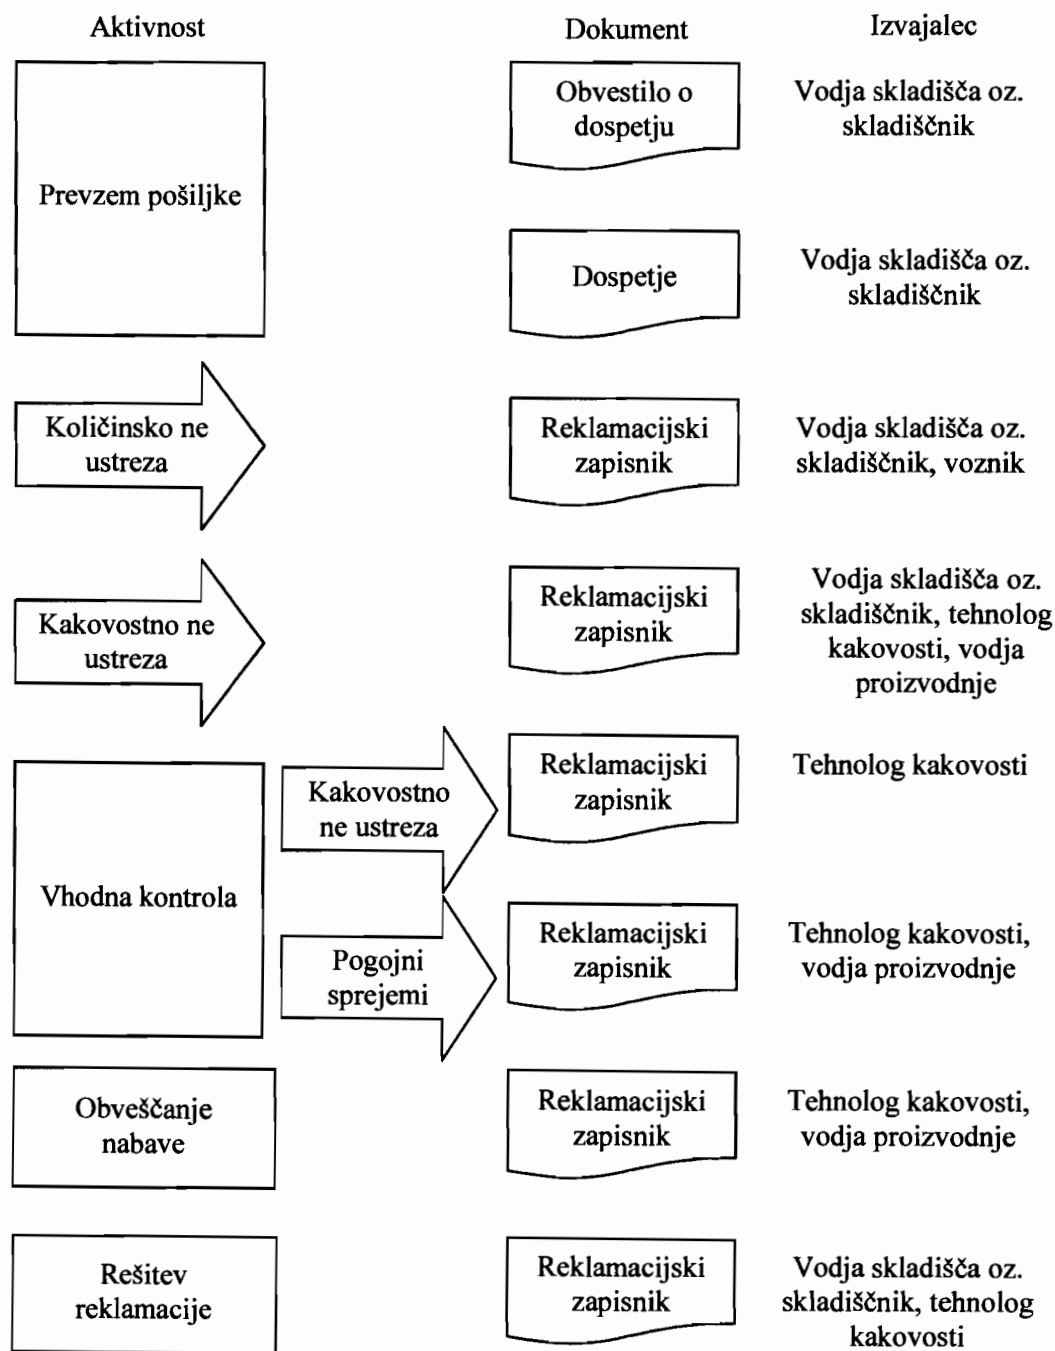 Aktivnost
Dokument
Izvajalec
Prevzem pošiljke
Obvestilo o
dospetju
Vodja skladišča oz.
skladiščnik
Dospetje
Vodja skladišča oz.
skladiščnik
Količinsko ne
ustreza
Reklamacijski
zapisnik
Vodja skladišča oz.
skladiščnik, voznik
Kakovostno ne
ustreza
Reklamacijski
zapisnik
Vodja skladišča oz.
skladiščnik, tehnolog
kakovosti, vodja
proizvodnje
Vhodna kontrola
Kakovostno
ne ustreza
Reklamacijski
zapisnik
Tehnolog kakovosti
Pogojni
sprejemi
Reklamacijski
zapisnik
Tehnolog kakovosti,
vodja proizvodnje
Obveščanje
nabave
Reklamacijski
zapisnik
Tehnolog kakovosti,
vodja proizvodnje
Rešitev
reklamacije
Reklamacijski
zapisnik
Vodja skladišča oz.
skladiščnik, tehnolog
kakovosti